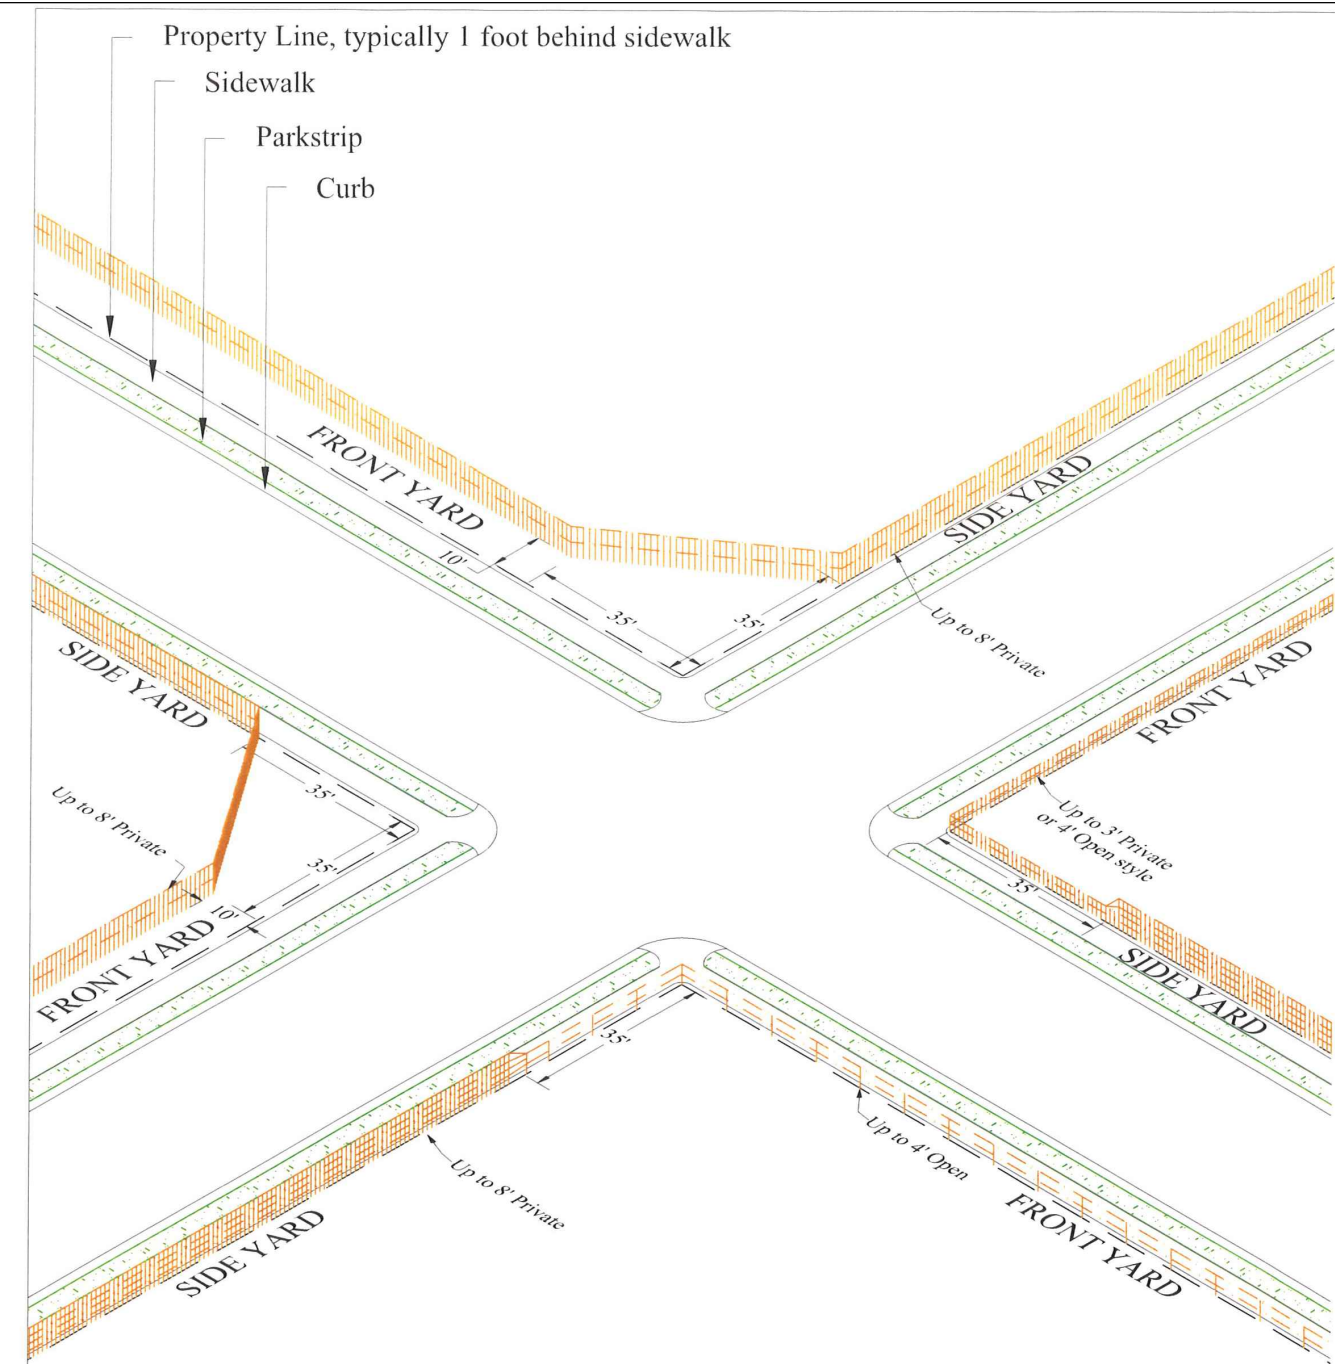 Property Line, typically 1 foot behind sidewalk
Sidewalk
Parkstrip
Curb
FRONT YARD
10'
35'
35'
SIDE YARD
Up to 8' Private
SIDE YARD
35'
Up to 8' Private
35'
10'
FRONT YARD
FRONT YARD
Up to 3' Private
or 4' Open style
35'
SIDE YARD
35'
Up to 8' Private
SIDE YARD
Up to 4' Open
FRONT YARD